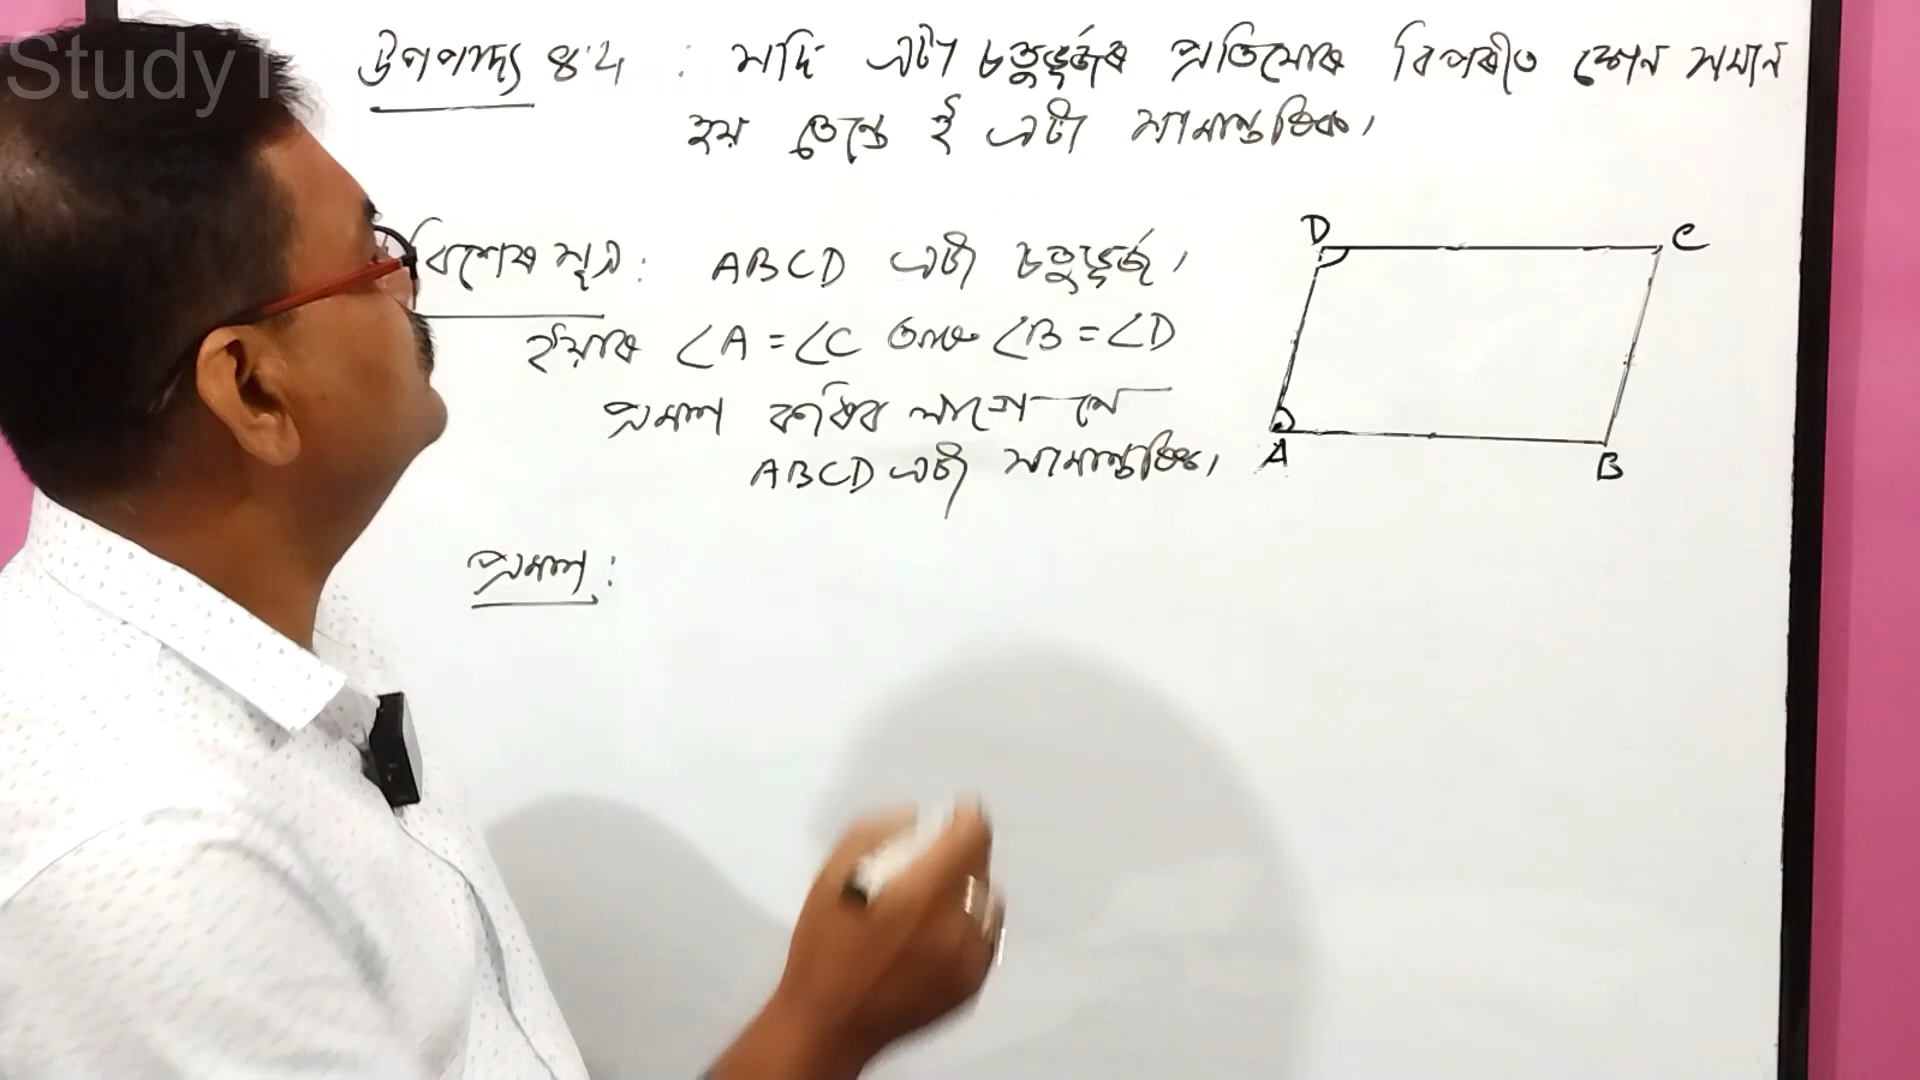 Study
উপপাদ্য ৪.4 : যদি এটা চতুৰ্ভূজৰ প্ৰতিযোৰ বিপৰীত কোন সমান
হয় তেন্তে ই এটা সামান্তৰিক।
বিশেষ সূত্ৰ : ABCD এটা চতুৰ্ভূজ।
ইয়াৰ ∠A = ∠C আৰু ∠B = ∠D
প্ৰমাণ কৰিব লাগে যে
ABCD এটা সামান্তৰিক।
প্ৰমাণ :
D C
A B